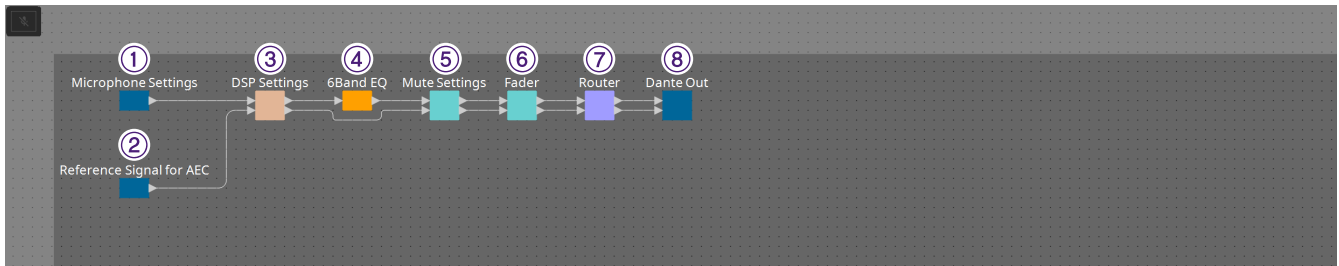 ① ③ ④ ⑤ ⑥ ⑦ ⑧
Microphone Settings DSP Settings 6Band EQ Mute Settings Fader Router Dante Out
②
Reference Signal for AEC